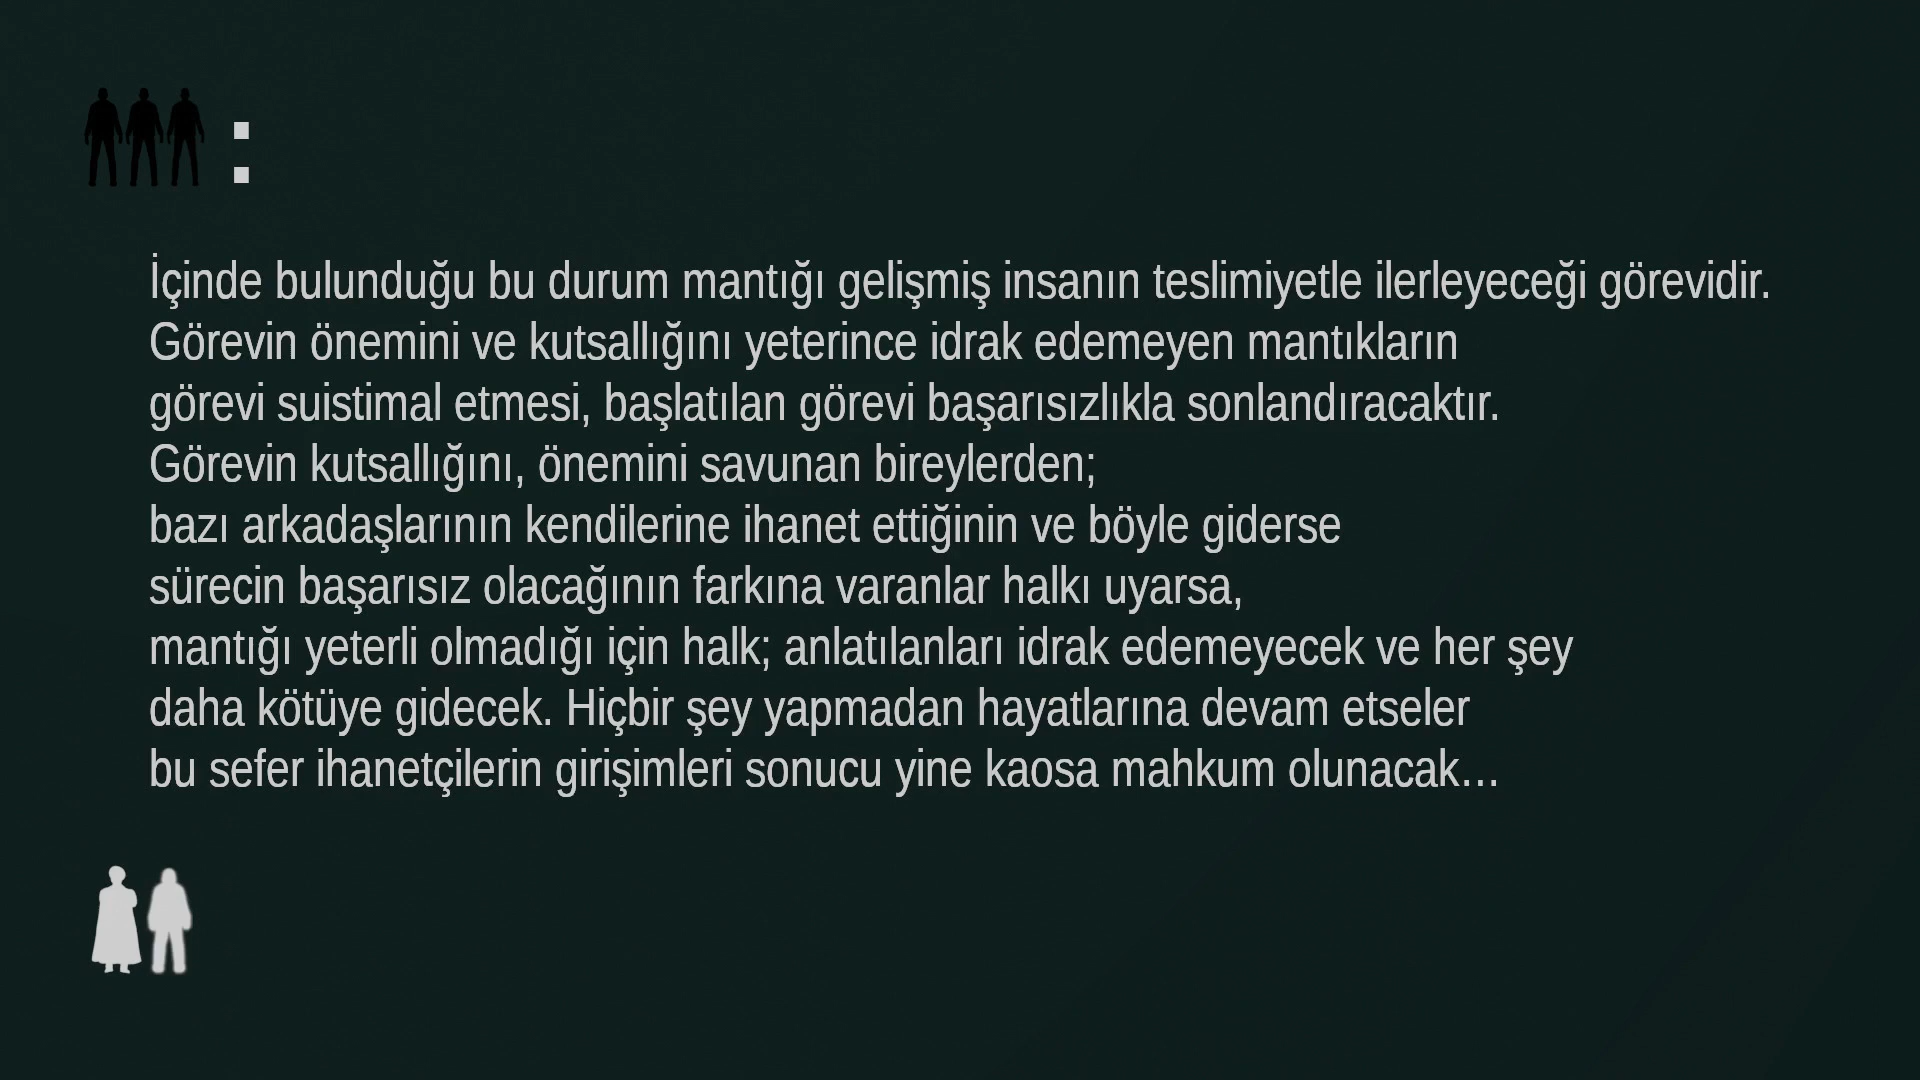 :
İçinde bulunduğu bu durum mantığı gelişmiş insanın teslimiyetle ilerleyeceği görevidir.
Görevin önemini ve kutsallığını yeterince idrak edemeyen mantıkların
görevi suistimal etmesi, başlatılan görevi başarısızlıkla sonlandıracaktır.
Görevin kutsallığını, önemini savunan bireylerden;
bazı arkadaşlarının kendilerine ihanet ettiğinin ve böyle giderse
sürecin başarısız olacağının farkına varanlar halkı uyarsa,
mantığı yeterli olmadığı için halk; anlatılanları idrak edemeyecek ve her şey
daha kötüye gidecek. Hiçbir şey yapmadan hayatlarına devam etseler
bu sefer ihanetçilerin girişimleri sonucu yine kaosa mahkum olunacak…